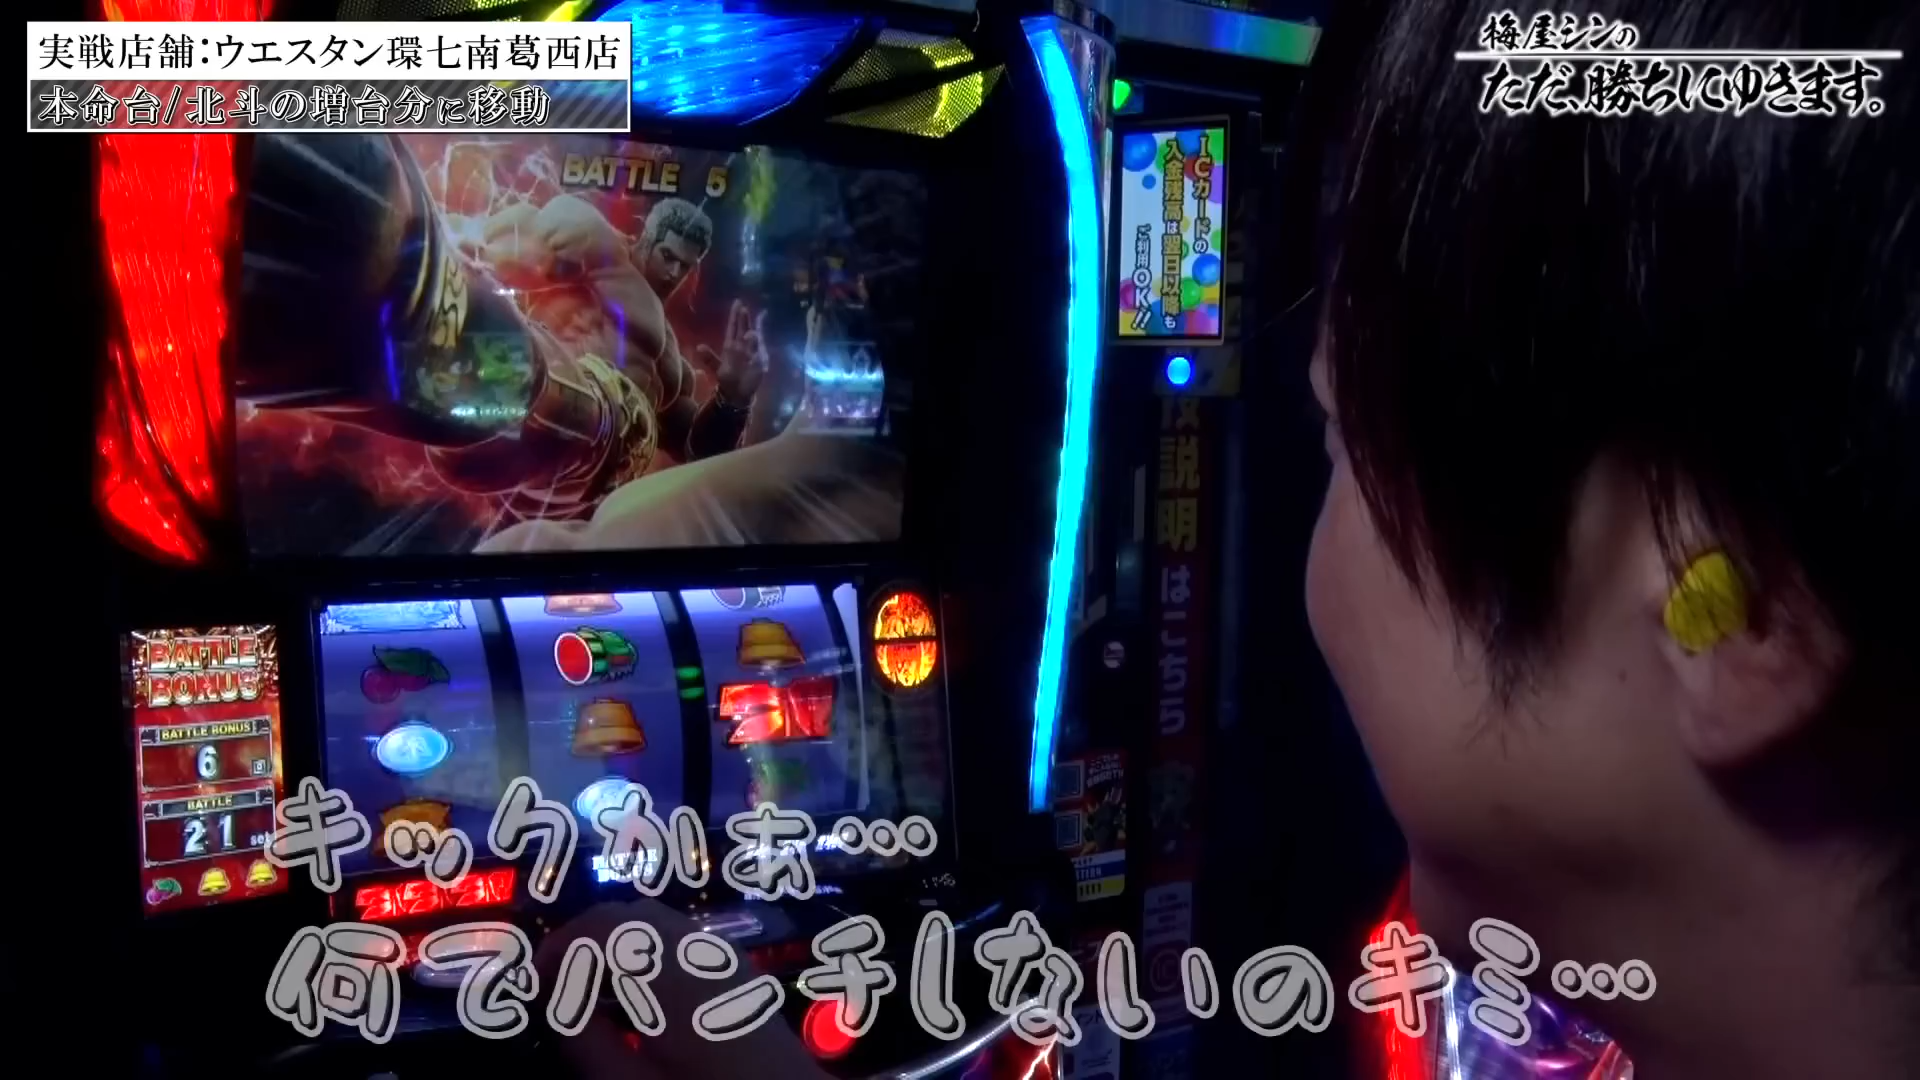 実戦店舗：ウエスタン環七南葛西店
本命台/北斗の増台分に移動
梅屋シンの
ただ、勝ちにゆきます。
BATTLE 5
ICカードの
入金残高は翌日以降も
ご利用OK!!
説明はこちら
BATTLE
BONUS
BATTLE BONUS
6
BATTLE
21 set
BATTLE
BONUS
キックかぁ…
何でパンチしないのキミ…